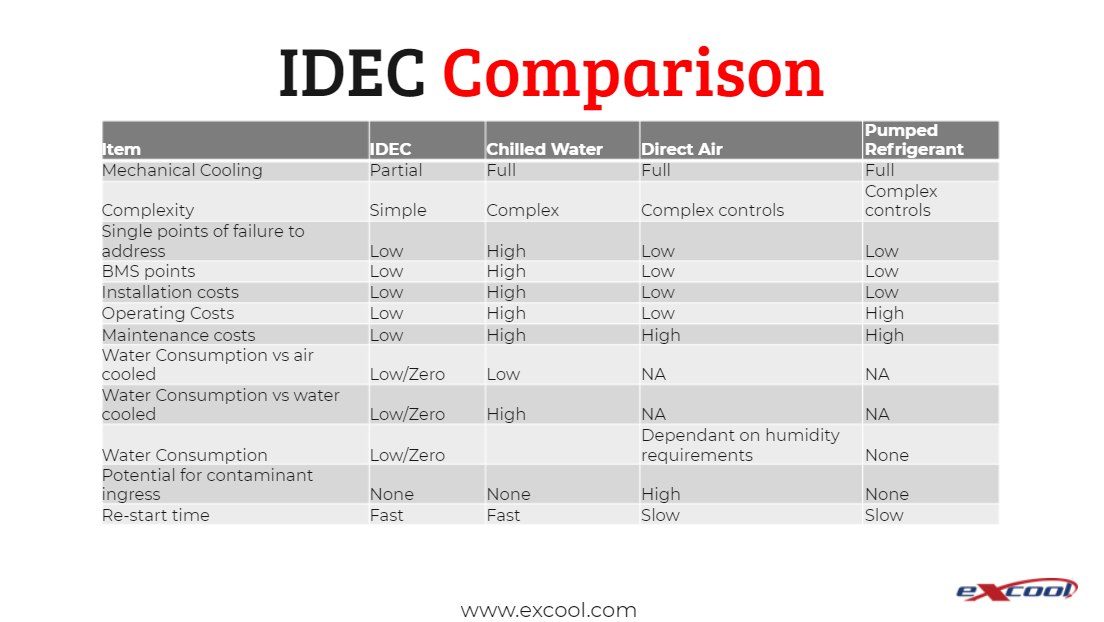 IDEC Comparison
Item IDEC Chilled Water Direct Air Pumped Refrigerant
Mechanical Cooling Partial Full Full Full
Complexity Simple Complex Complex controls Complex controls
Single points of failure to address Low High Low Low
BMS points Low High Low Low
Installation costs Low High Low Low
Operating Costs Low High Low High
Maintenance costs Low High High High
Water Consumption vs air cooled Low/Zero Low NA NA
Water Consumption vs water cooled Low/Zero High NA NA
Water Consumption Low/Zero Dependant on humidity requirements None
Potential for contaminant ingress None None High None
Re-start time Fast Fast Slow Slow
excool
www.excool.com